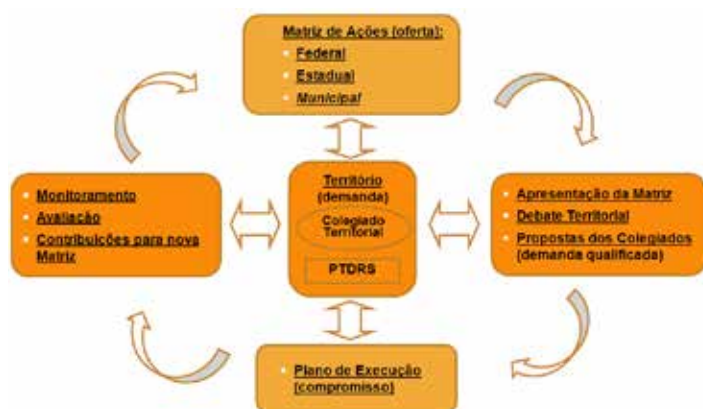 Matriz de Ações (oferta):
Federal
Estadual
Municipal
Monitoramento
Avaliação
Contribuições para nova
Matriz
Território
(demanda)
Colegiado
Territorial
PTDRS
Apresentação da Matriz
Debate Territorial
Propostas dos Colegiados
(demanda qualificada)
Plano de Execução
(compromisso)